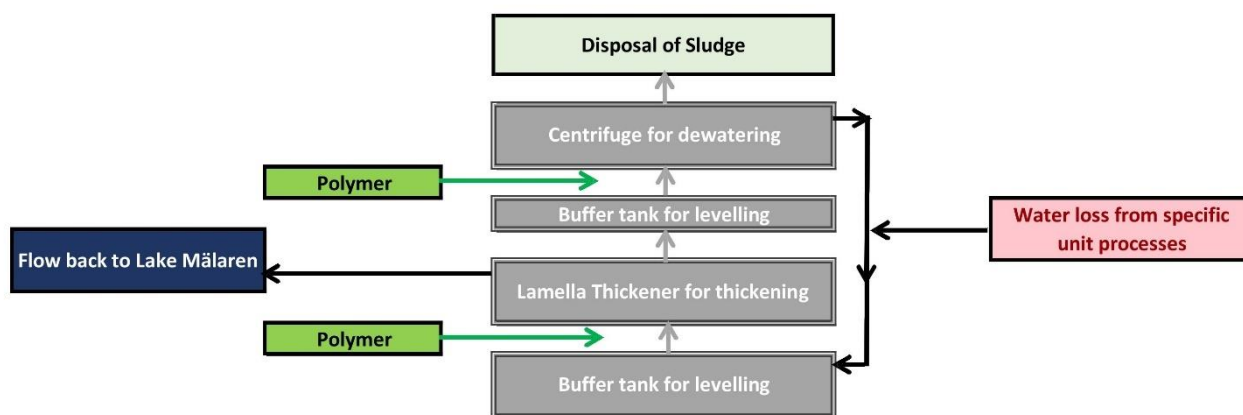 Disposal of Sludge
Centrifuge for dewatering
Polymer
Buffer tank for levelling
Water loss from specific
unit processes
Flow back to Lake Mälaren
Lamella Thickener for thickening
Polymer
Buffer tank for levelling